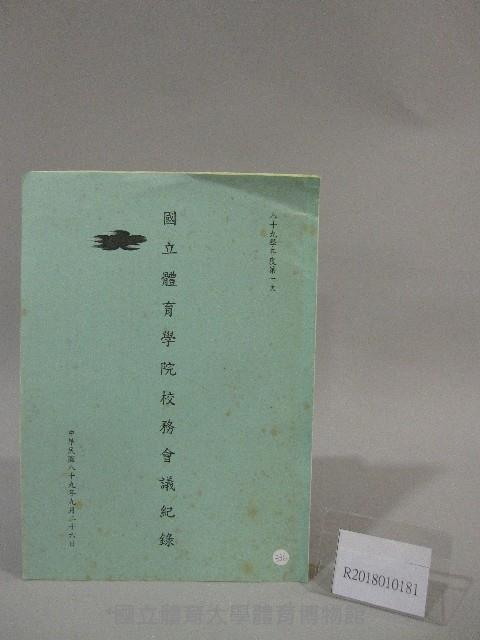 八十九學年度第一次
國立體育學院校務會議紀錄
中華民國八十九年九月二十六日
R2018010181
國立體育大學體育博物館